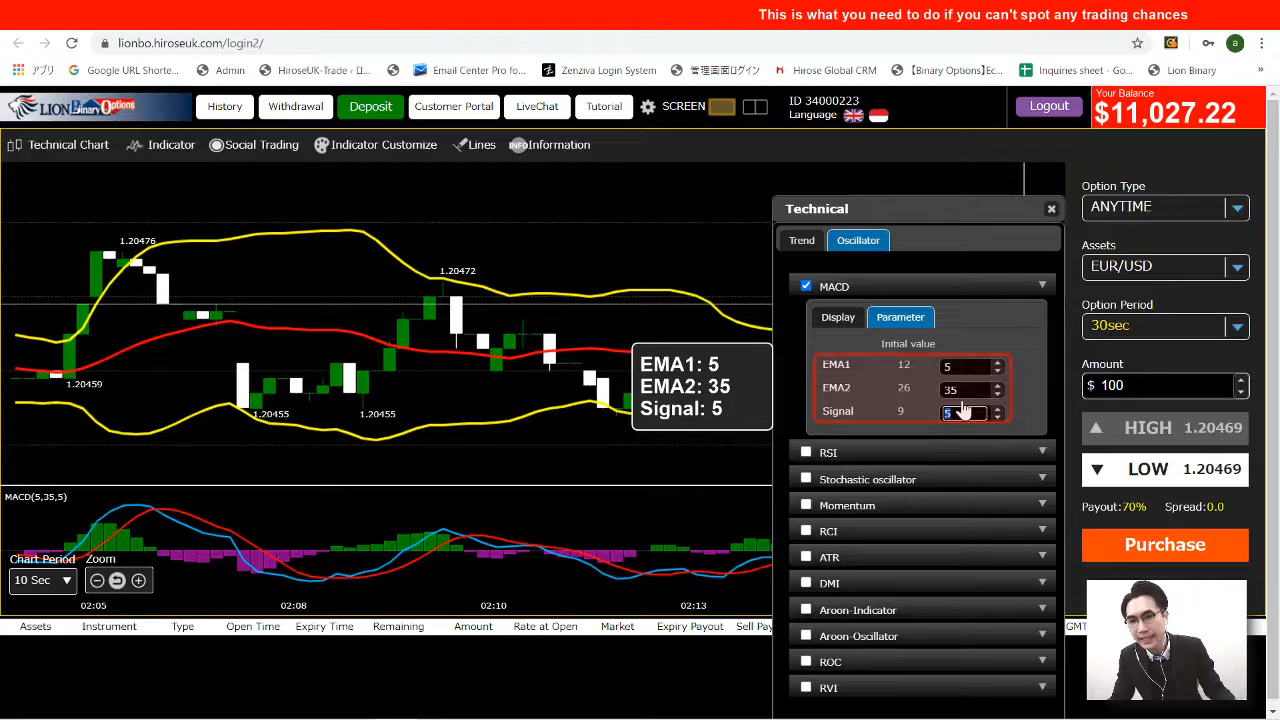 This is what you need to do if you can't spot any trading chances
lionbo.hiroseuk.com/login2/
a
アプリ
Google URL Shorte...
Admin
HiroseUK-Trade‹ ロ...
Email Center Pro fo...
Zenziva Login System
管理画面ログイン
Hirose Global CRM
【Binary Options】Ec...
Inquiries sheet - Go...
Lion Binary
»
LION Binary Options
History
Withdrawal
Deposit
Customer Portal
LiveChat
Tutorial
SCREEN
ID 34000223
Language
Logout
Your Balance
$11,027.22
Technical Chart
Indicator
Social Trading
Indicator Customize
Lines
INFO
Information
1.20476
1.20472
1.20459
1.20455
1.20455
EMA1: 5
EMA2: 35
Signal: 5
MACD(5,35,5)
Chart Period
Zoom
10 Sec
02:05
02:08
02:10
02:13
Technical
Trend
Oscillator
MACD
Display
Parameter
Initial value
EMA1 12 5
EMA2 26 35
Signal 9 5
RSI
Stochastic oscillator
Momentum
RCI
ATR
DMI
Aroon-Indicator
Aroon-Oscillator
ROC
RVI
Option Type
ANYTIME
Assets
EUR/USD
Option Period
30sec
Amount
$ 100
HIGH 1.20469
LOW 1.20469
Payout:70% Spread:0.0
Purchase
Assets Instrument Type Open Time Expiry Time Remaining Amount Rate at Open Market Expiry Payout Sell Pay
GMT